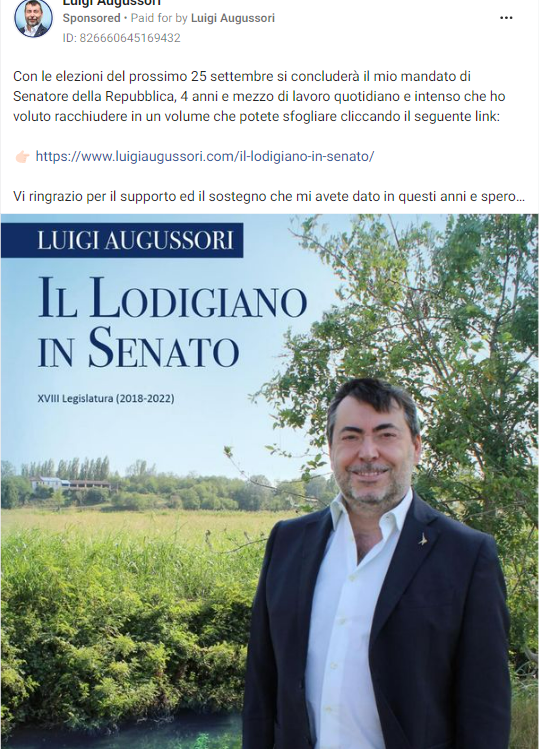 Luigi Augussori
Sponsored • Paid for by Luigi Augussori
ID: 826660645169432
Con le elezioni del prossimo 25 settembre si concluderà il mio mandato di
Senatore della Repubblica, 4 anni e mezzo di lavoro quotidiano e intenso che ho
voluto racchiudere in un volume che potete sfogliare cliccando il seguente link:
👉🏻 https://www.luigiaugussori.com/il-lodigiano-in-senato/
Vi ringrazio per il supporto ed il sostegno che mi avete dato in questi anni e spero...
LUIGI AUGUSSORI
IL LODIGIANO
IN SENATO
XVIII Legislatura (2018-2022)